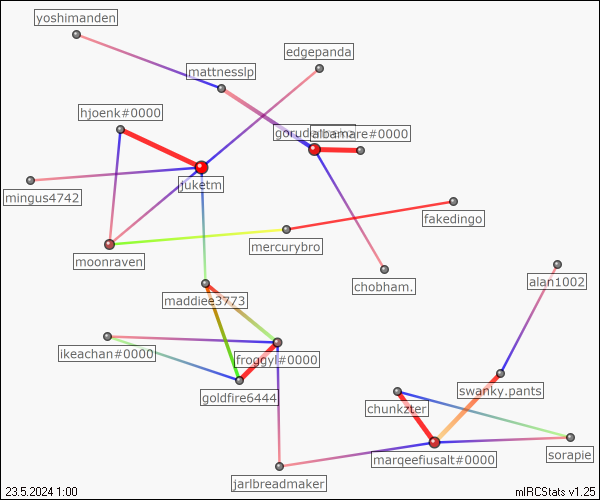 yoshimanden
edgepanda
mattnesslp
hjoenk#0000
albamare#0000
juketm
mingus4742
fakedingo
mercurybro
moonraven
chobham.
alan1002
maddiee3773
ikeachan#0000
froggyl#0000
swanky.pants
goldfire6444
chunkzter
sorapie
marqeefiusalt#0000
jarlbreadmaker
23.5.2024 1:00
mIRCStats v1.25